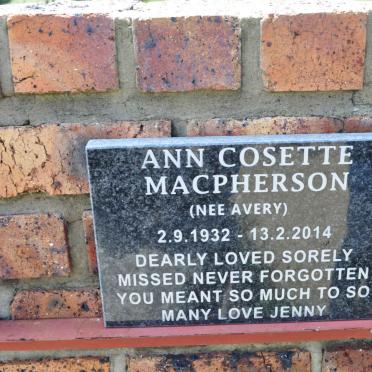 ANN COSETTE
MACPHERSON
(NEE AVERY)
2.9.1932 - 13.2.2014
DEARLY LOVED SORELY
MISSED NEVER FORGOTTEN
YOU MEANT SO MUCH TO SO
MANY LOVE JENNY